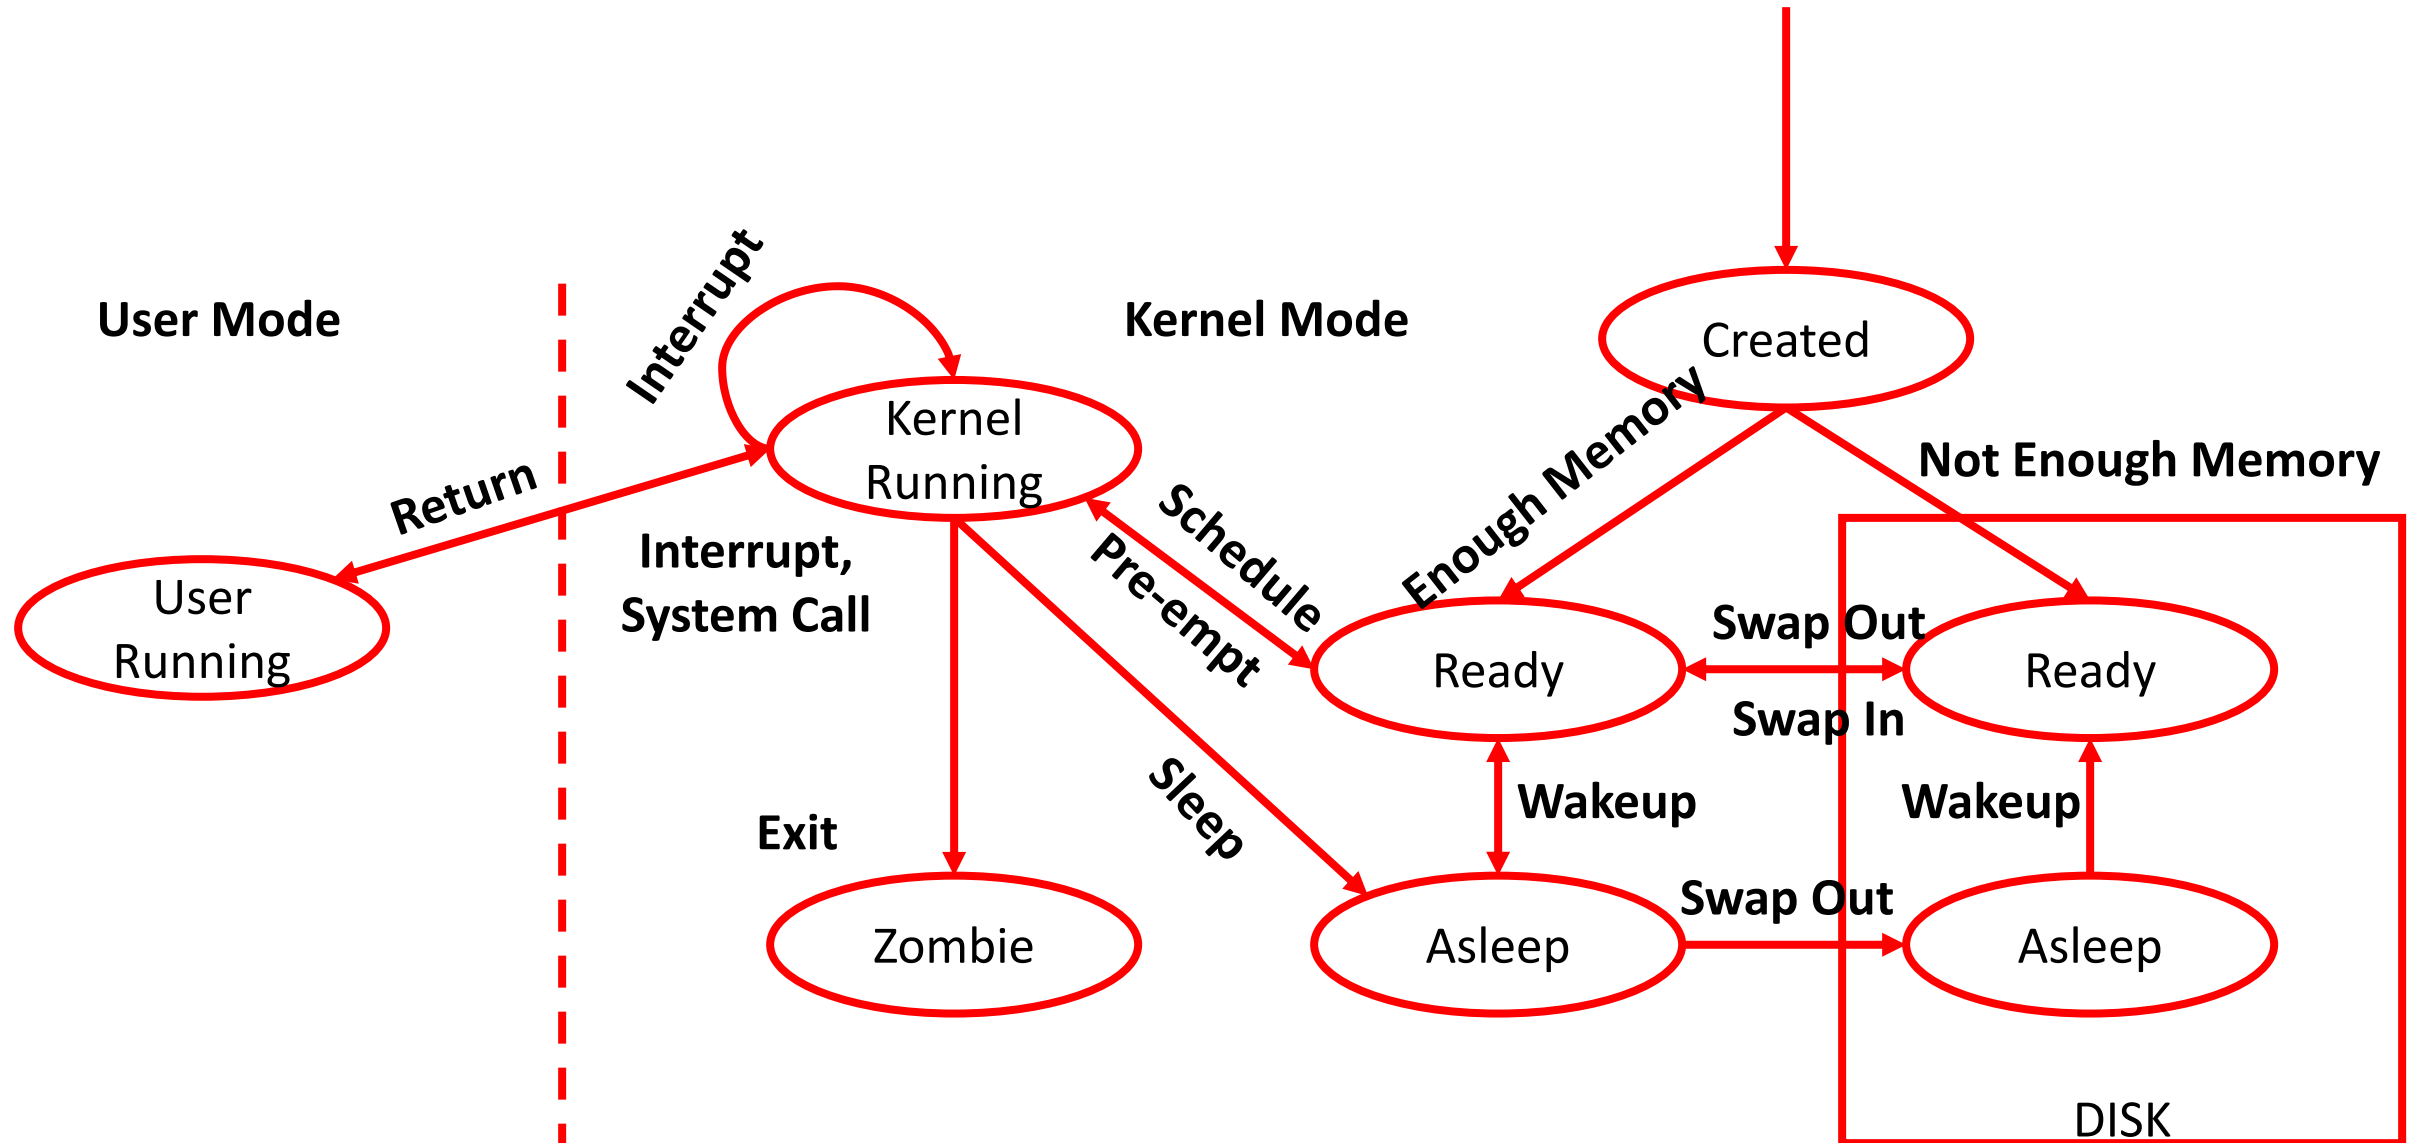 User Mode
Kernel Mode
Interrupt
Created
Kernel
Running
Enough Memory
Not Enough Memory
Return
Schedule
Pre-empt
Interrupt,
System Call
User
Running
Swap Out
Ready
Ready
Swap In
Sleep
Wakeup
Wakeup
Exit
Swap Out
Zombie
Asleep
Asleep
DISK